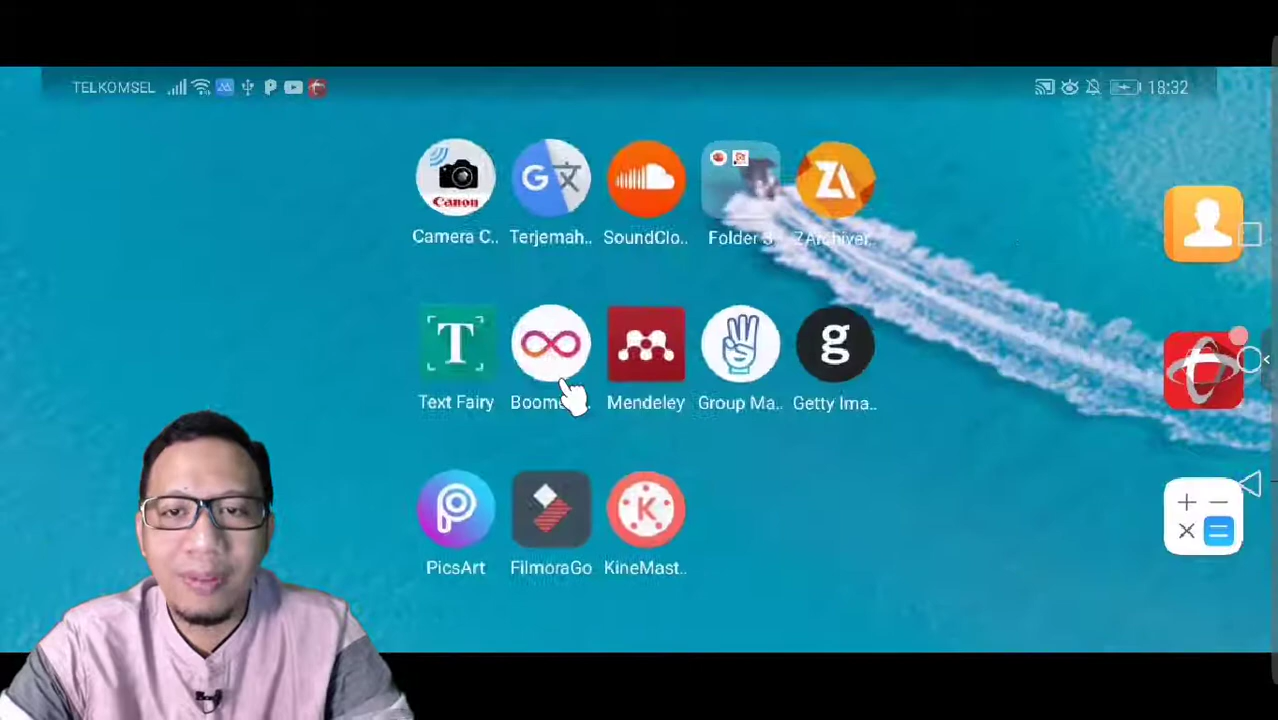 TELKOMSEL
18:32
Canon
Camera C..
G
Terjemah..
SoundClo..
Folder 3
ZA
ZArchiver..
T
Text Fairy
Mendeley
Group Ma..
g
Getty Ima..
PicsArt
FilmoraGo
K
KineMast..